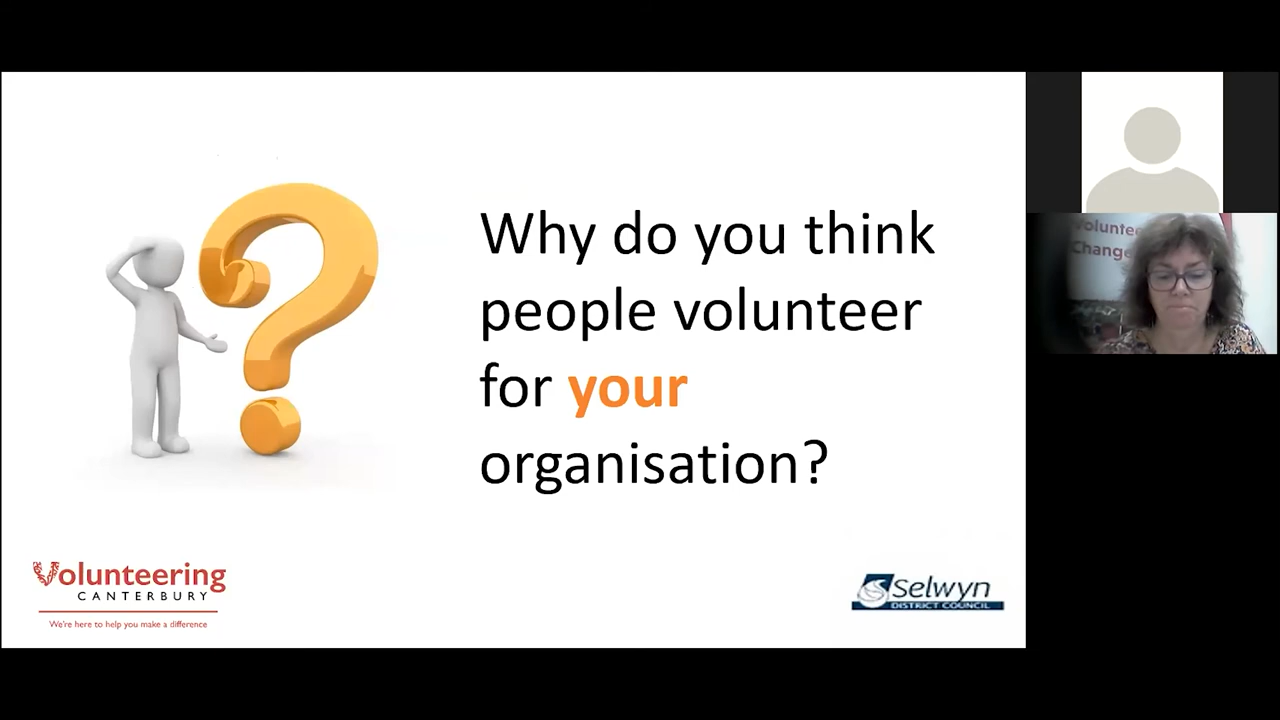 Why do you think
people volunteer
for your
organisation?
Volunteering
CANTERBURY
We're here to help you make a difference
Selwyn
DISTRICT COUNCIL
Change